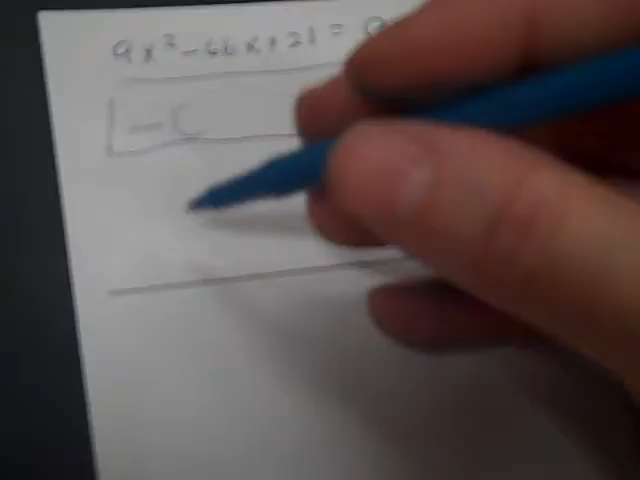 9x² - 66x + 21 = 0
- C